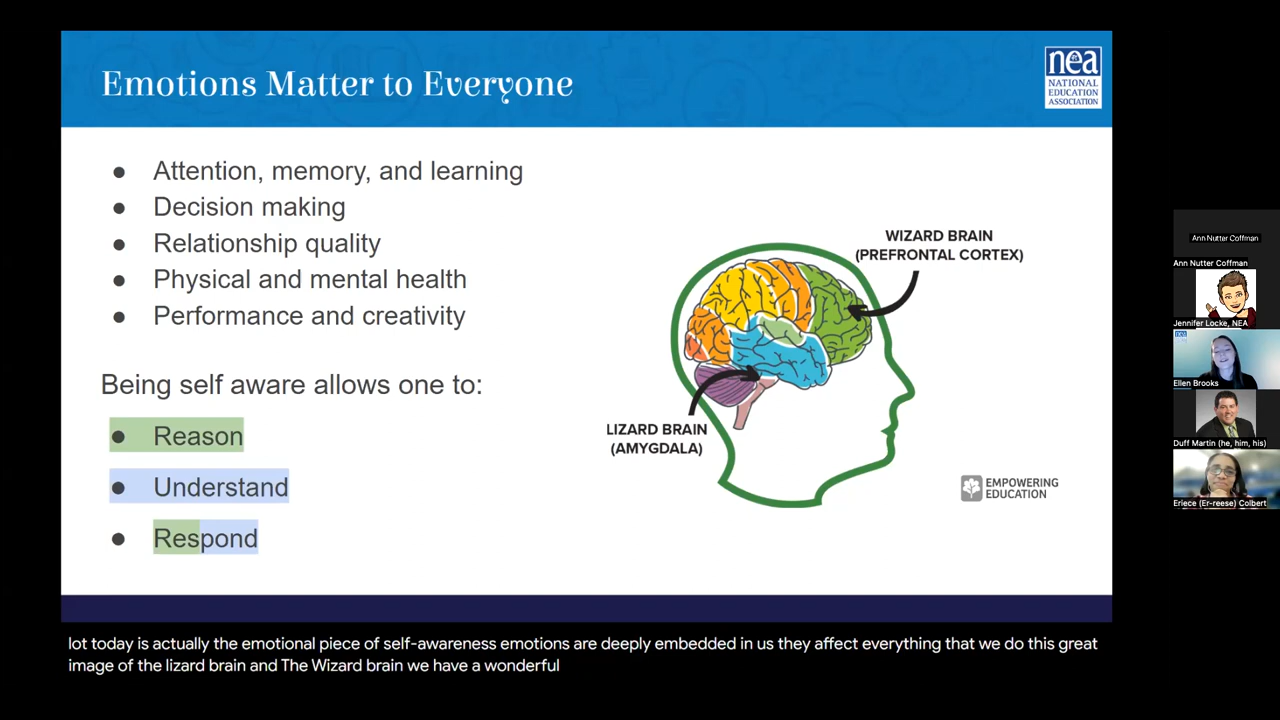 Emotions Matter to Everyone
nea
NATIONAL
EDUCATION
ASSOCIATION
● Attention, memory, and learning
● Decision making
● Relationship quality
● Physical and mental health
● Performance and creativity
Being self aware allows one to:
● Reason
● Understand
● Respond
WIZARD BRAIN
(PREFRONTAL CORTEX)
LIZARD BRAIN
(AMYGDALA)
EMPOWERING
EDUCATION
Ann Nutter Coffman
Ann Nutter Coffman
Jennifer Locke, NEA
Ellen Brooks
Duff Martin (he, him, his)
Eriece (Er-reese) Colbert
lot today is actually the emotional piece of self-awareness emotions are deeply embedded in us they affect everything that we do this great
image of the lizard brain and The Wizard brain we have a wonderful